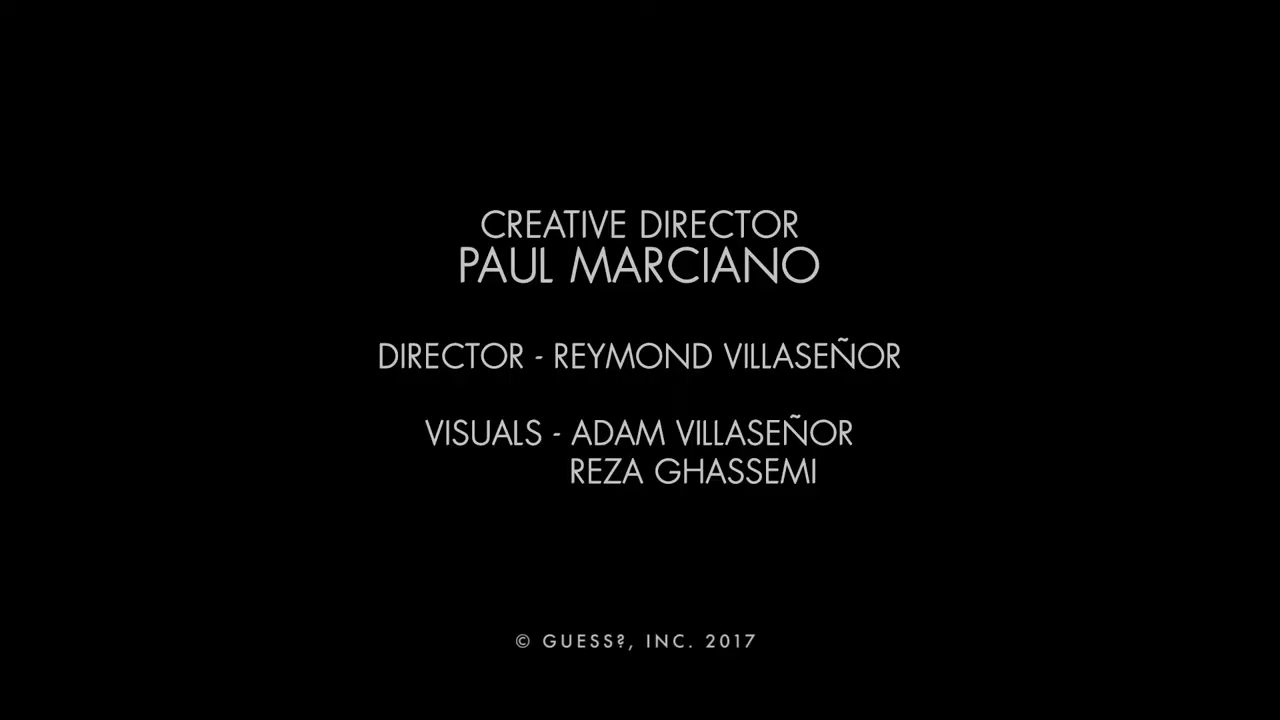 CREATIVE DIRECTOR
PAUL MARCIANO
DIRECTOR - REYMOND VILLASEÑOR
VISUALS - ADAM VILLASEÑOR
REZA GHASSEMI
© GUESS?, INC. 2017